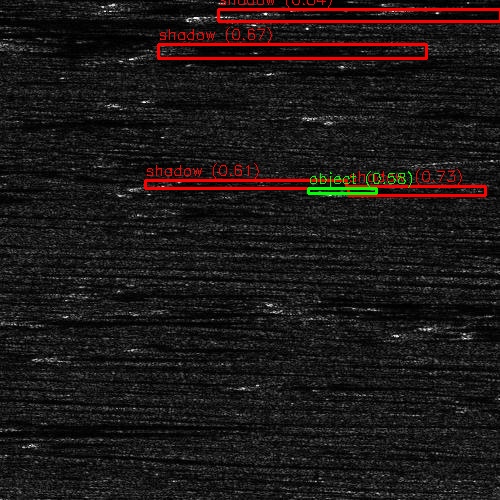 shadow (0.64)
shadow (0.67)
shadow (0.61)
object (0.58)
(0.73)